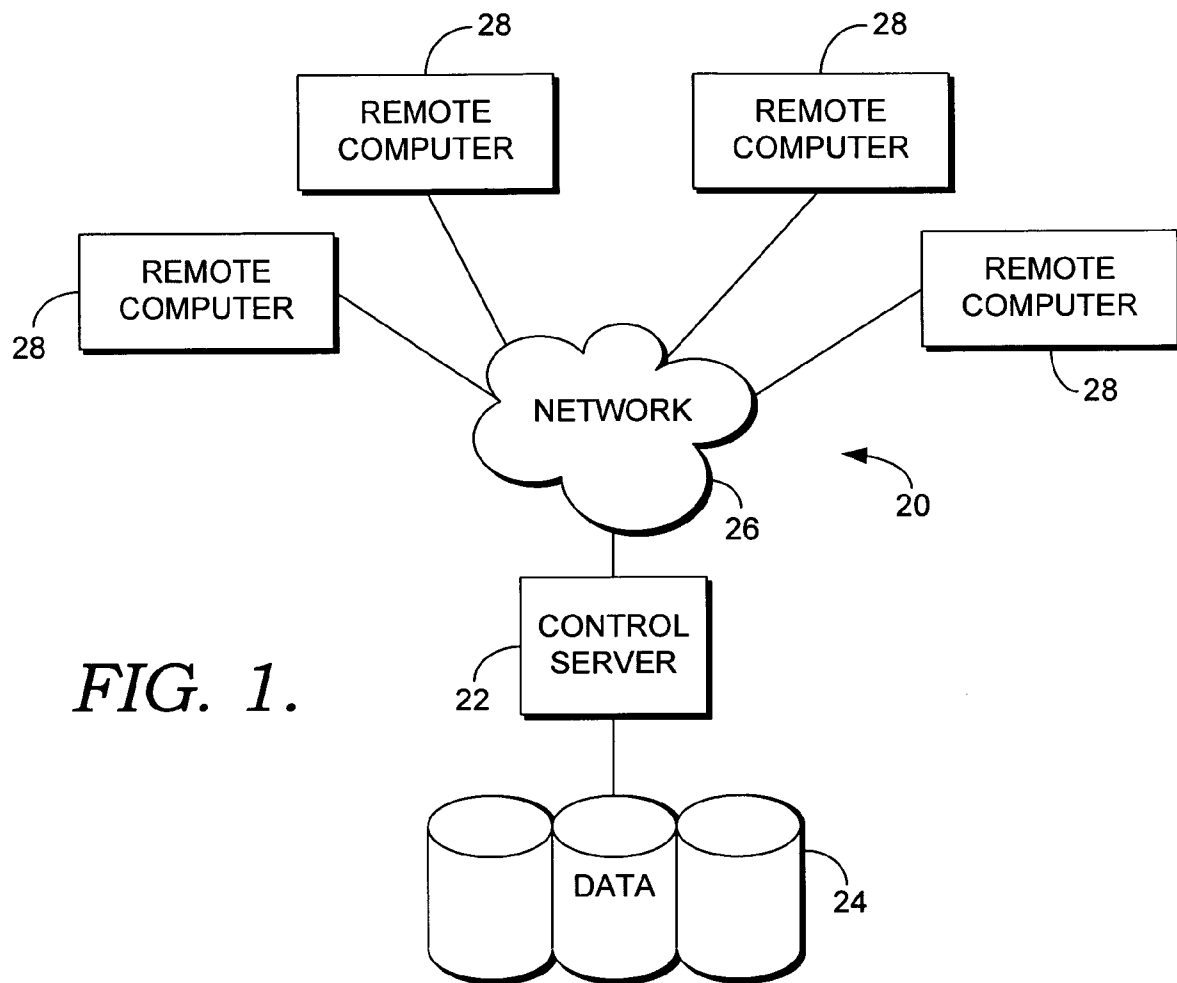 28
28
REMOTE
COMPUTER
REMOTE
COMPUTER
REMOTE
COMPUTER
REMOTE
COMPUTER
28
28
NETWORK
20
26
CONTROL
SERVER
22
FIG. 1.
DATA
24